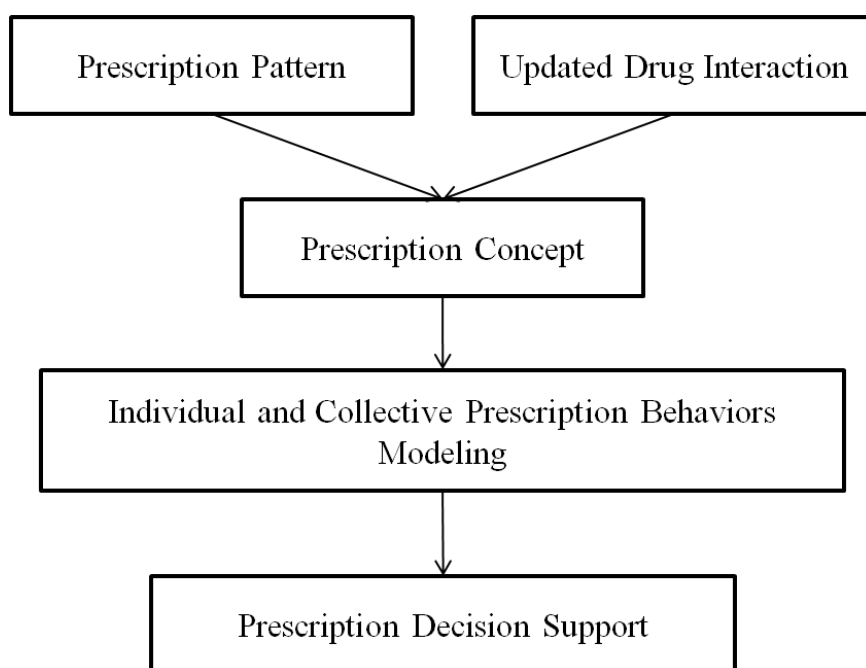 Prescription Pattern
Updated Drug Interaction
Prescription Concept
Individual and Collective Prescription Behaviors
Modeling
Prescription Decision Support